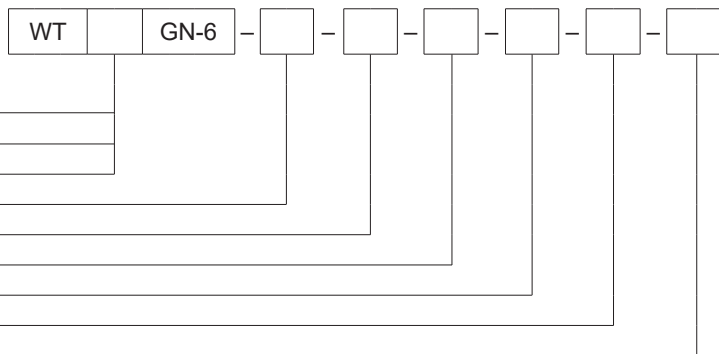 WT GN-6 – – – – – –